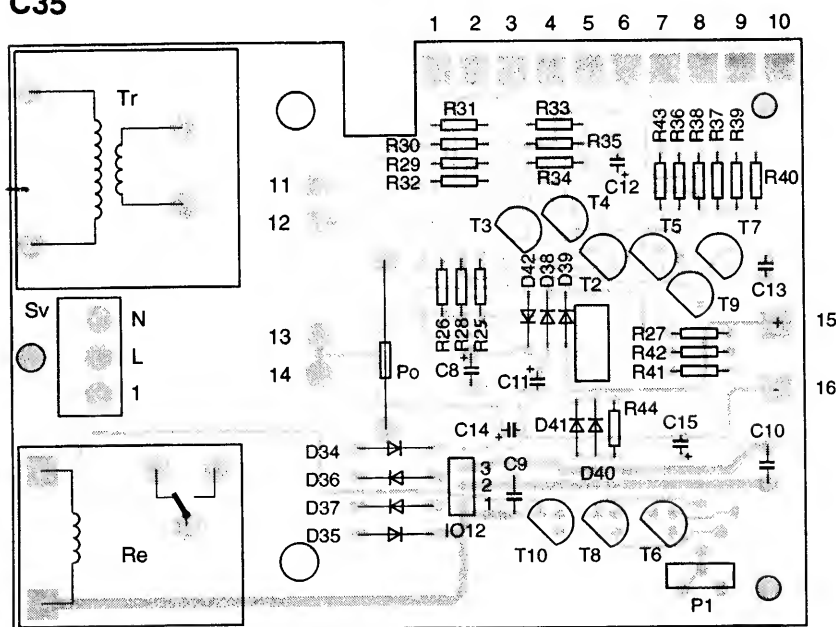 C35
1 2 3 4 5 6 7 8 9 10
Tr
R31
R30
R29
R32
R33
R35
R34
C12
R43 R36 R38 R37 R39
R40
11
12
T3
T4
T5
T7
T2
T9
C13
D42 D38 D39
Sv
N
L
1
13
14
Po
R26 R28 R25
C8
C11
R27
R42
R41
+ 15
- 16
C14
D41
D40
R44
C15
C10
D34
D36
D37
D35
3
2
1
IO12
C9
T10
T8
T6
P1
Re